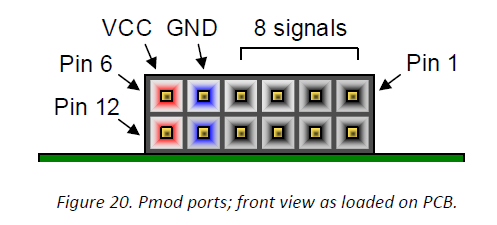 VCC GND 8 signals
Pin 6 Pin 1
Pin 12
Figure 20. Pmod ports; front view as loaded on PCB.